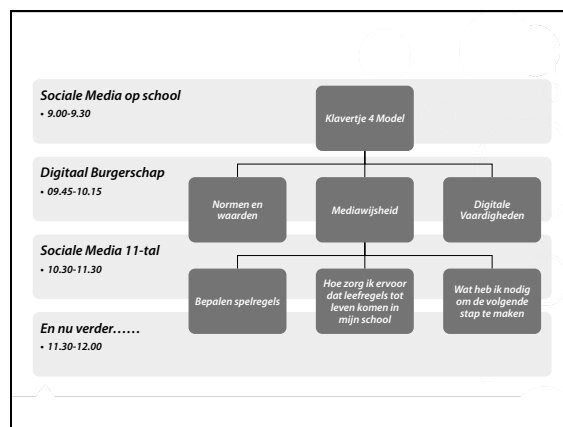 Sociale Media op school
• 9.00-9.30
Klavertje 4 Model
Digitaal Burgerschap
• 09.45-10.15
Normen en
waarden
Mediawijsheid
Digitale
Vaardigheden
Sociale Media 11-tal
• 10.30-11.30
Bepalen spelregels
Hoe zorg ik ervoor
dat leefregels tot
leven komen in
mijn school
Wat heb ik nodig
om de volgende
stap te maken
En nu verder……
• 11.30-12.00